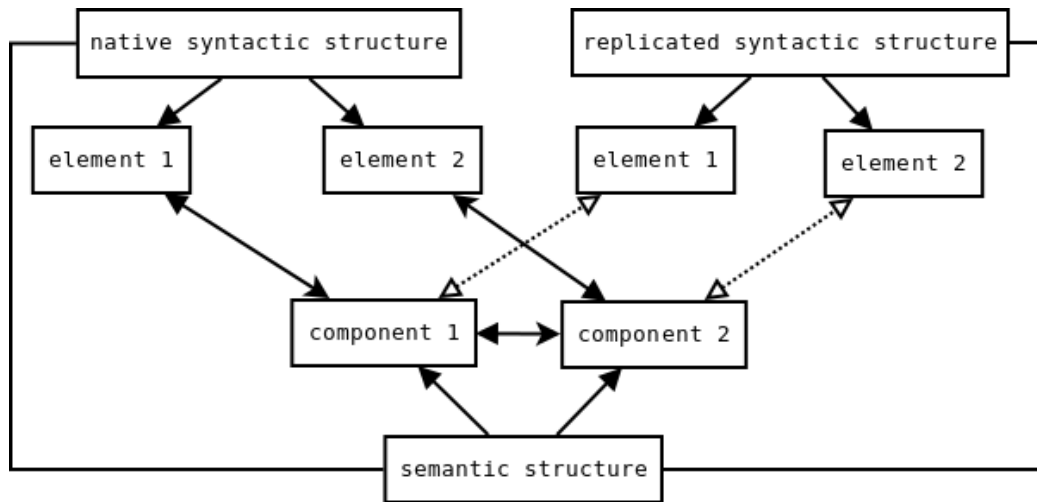 native syntactic structure
replicated syntactic structure
element 1
element 2
element 1
element 2
component 1
component 2
semantic structure